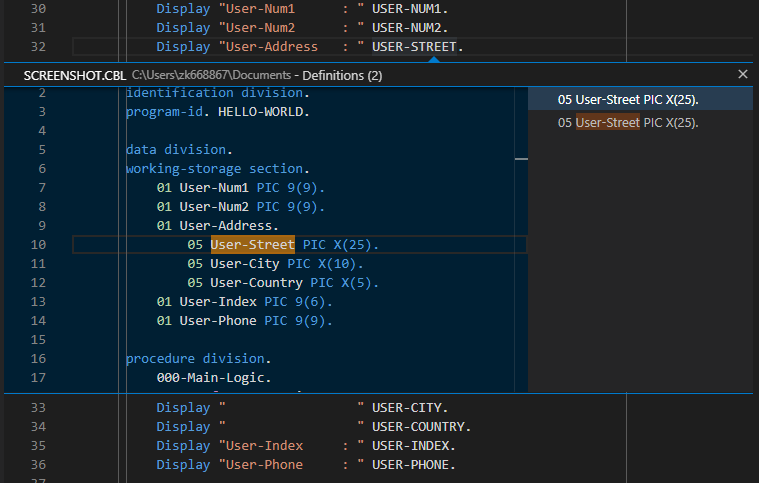 30 Display "User-Num1      : " USER-NUM1.
31 Display "User-Num2      : " USER-NUM2.
32 Display "User-Address   : " USER-STREET.
SCREENSHOT.CBL C:\Users\zk668867\Documents - Definitions (2)
2 identification division.
3 program-id. HELLO-WORLD.
4
5 data division.
6 working-storage section.
7 01 User-Num1 PIC 9(9).
8 01 User-Num2 PIC 9(9).
9 01 User-Address.
10 05 User-Street PIC X(25).
11 05 User-City PIC X(10).
12 05 User-Country PIC X(5).
13 01 User-Index PIC 9(6).
14 01 User-Phone PIC 9(9).
15
16 procedure division.
17 000-Main-Logic.
05 User-Street PIC X(25).
05 User-Street PIC X(25).
33 Display "                 " USER-CITY.
34 Display "                 " USER-COUNTRY.
35 Display "User-Index     : " USER-INDEX.
36 Display "User-Phone     : " USER-PHONE.